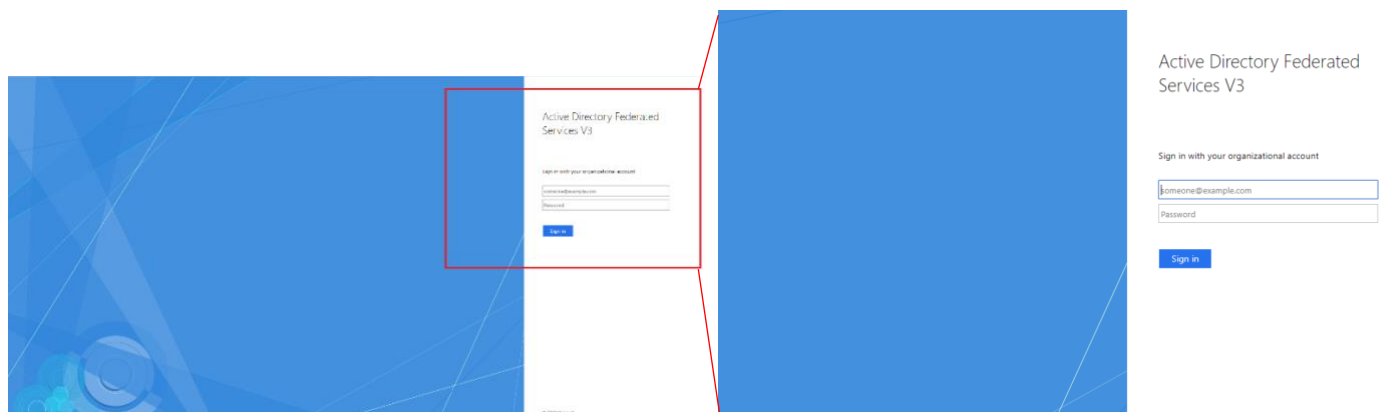 Active Directory Federated
Services V3
Sign in with your organizational account
someone@example.com
Password
Sign in
Active Directory Federated
Services V3
Sign in with your organizational account
someone@example.com
Password
Sign in